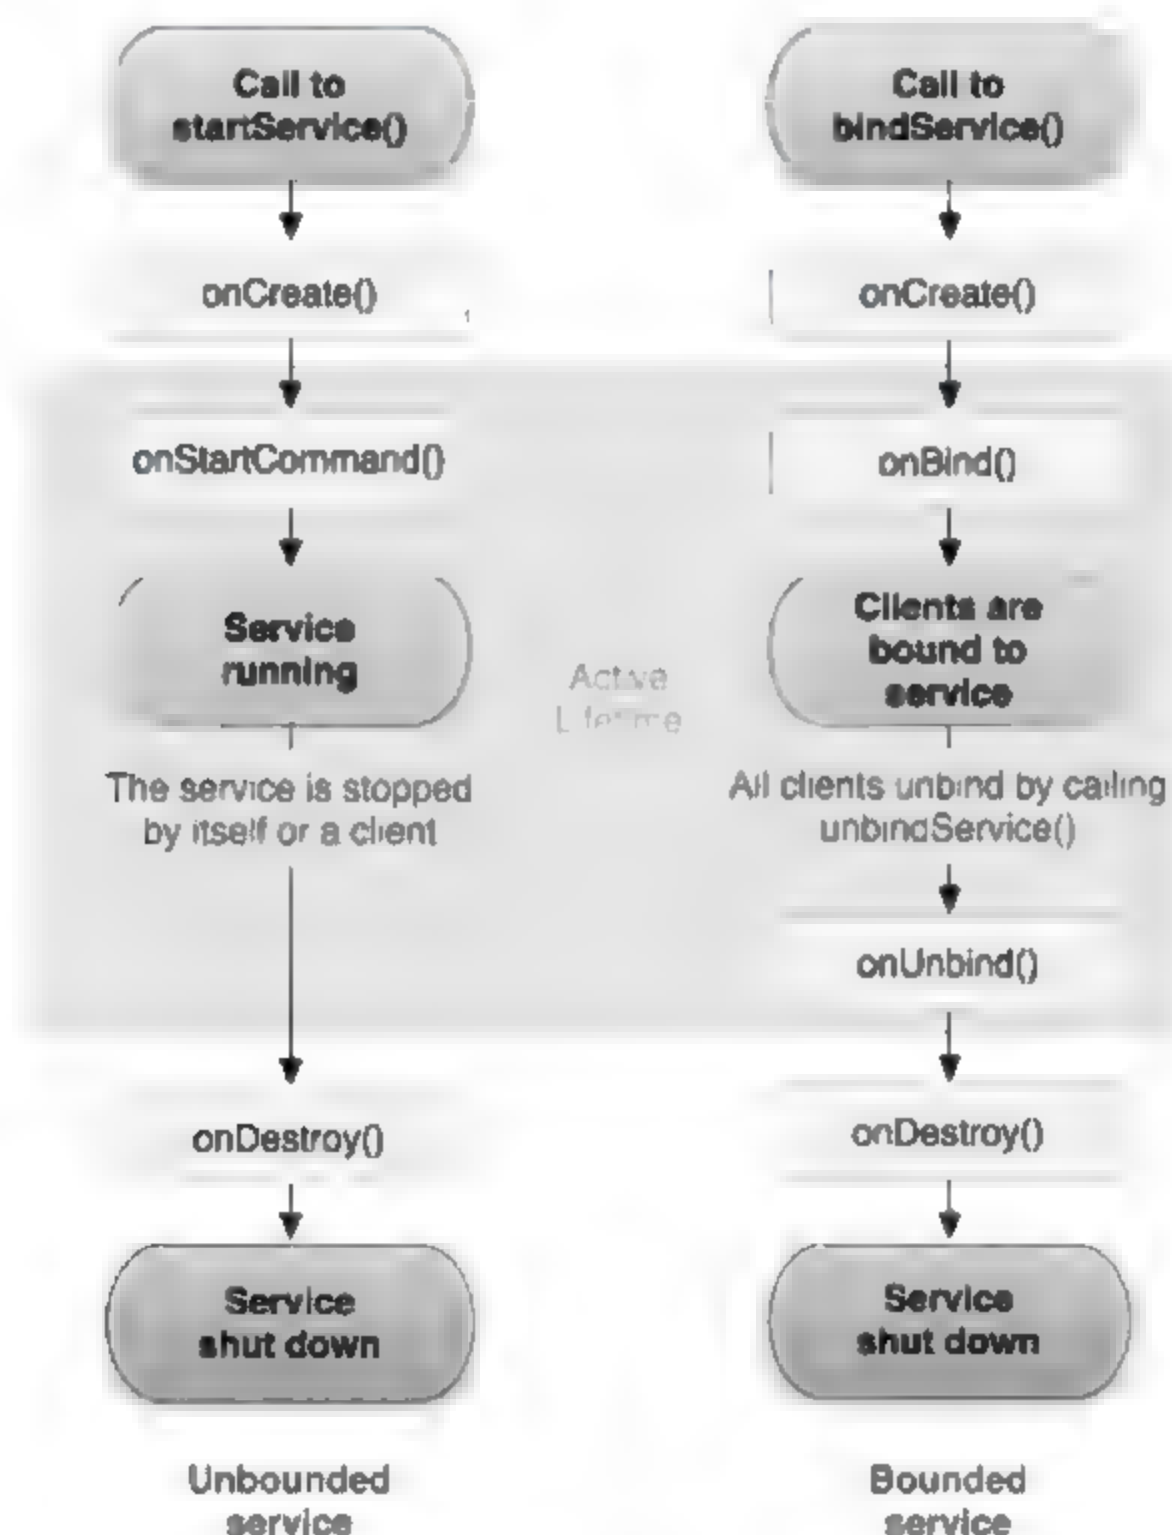 Call to
startService()
onCreate()
onStartCommand()
Service
running
The service is stopped
by itself or a client
onDestroy()
Service
shut down
Unbounded
service
Active
Lifetime
Call to
bindService()
onCreate()
onBind()
Clients are
bound to
service
All clients unbind by calling
unbindService()
onUnbind()
onDestroy()
Service
shut down
Bounded
service